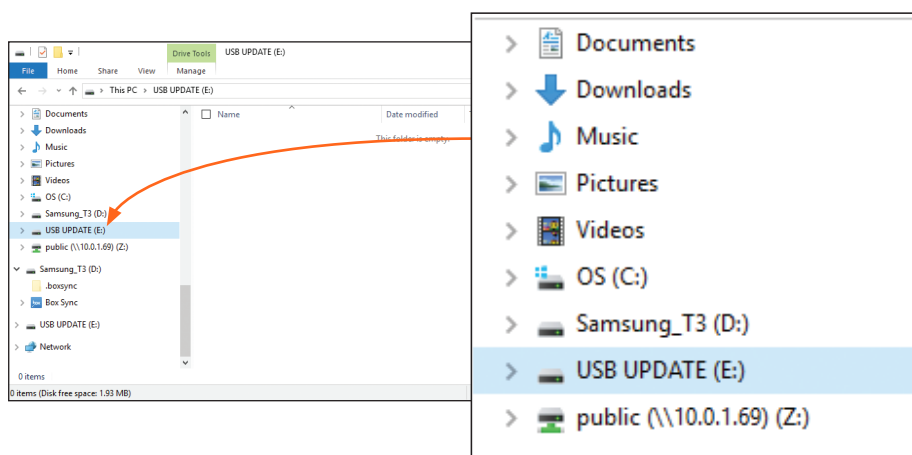 Drive Tools USB UPDATE (E:)
File Home Share View Manage
This PC > USB UPDATE (E:)
Name Date modified
This folder is empty.
Documents
Downloads
Music
Pictures
Videos
OS (C:)
Samsung_T3 (D:)
USB UPDATE (E:)
public (\\10.0.1.69) (Z:)
Samsung_T3 (D:)
.boxsync
Box Sync
USB UPDATE (E:)
Network
0 items
0 items (Disk free space: 1.93 MB)
Documents
Downloads
Music
Pictures
Videos
OS (C:)
Samsung_T3 (D:)
USB UPDATE (E:)
public (\\10.0.1.69) (Z:)